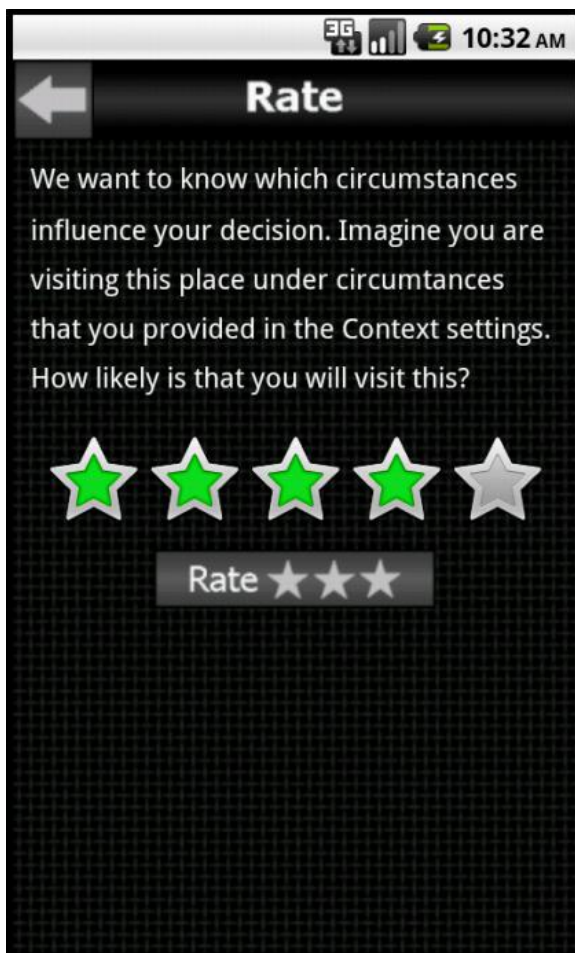 3G 10:32 AM
Rate
We want to know which circumstances
influence your decision. Imagine you are
visiting this place under circumtances
that you provided in the Context settings.
How likely is that you will visit this?
Rate